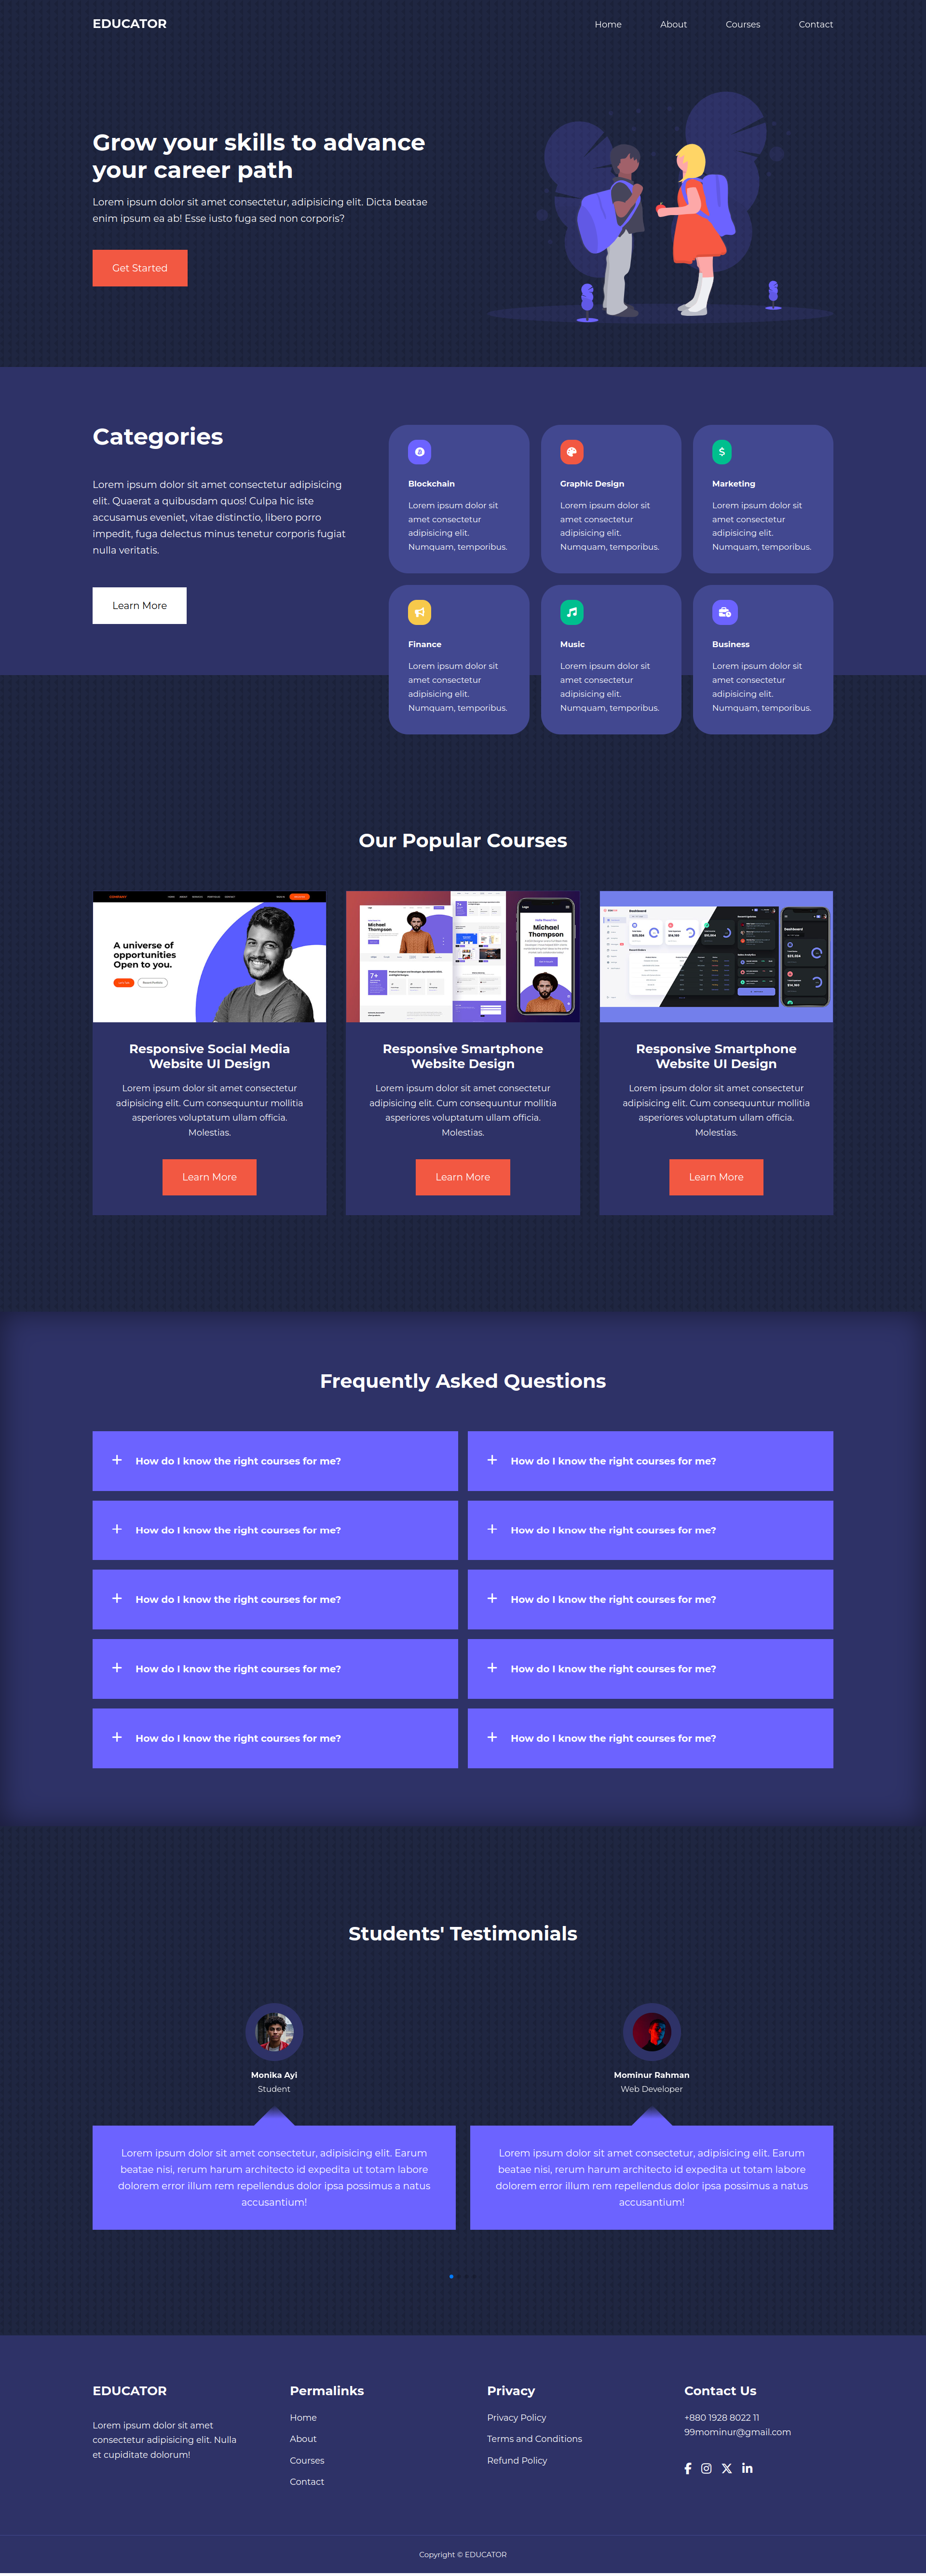 EDUCATOR
Home
About
Courses
Contact
Grow your skills to advance
your career path
Lorem ipsum dolor sit amet consectetur, adipisicing elit. Dicta beatae
enim ipsum ea ab! Esse iusto fuga sed non corporis?
Get Started
Categories
Lorem ipsum dolor sit amet consectetur adipisicing
elit. Quaerat a quibusdam quos! Culpa hic iste
accusamus eveniet, vitae distinctio, libero porro
impedit, fuga delectus minus tenetur corporis fugiat
nulla veritatis.
Learn More
Blockchain
Lorem ipsum dolor sit
amet consectetur
adipisicing elit.
Numquam, temporibus.
Graphic Design
Lorem ipsum dolor sit
amet consectetur
adipisicing elit.
Numquam, temporibus.
Marketing
Lorem ipsum dolor sit
amet consectetur
adipisicing elit.
Numquam, temporibus.
Finance
Lorem ipsum dolor sit
amet consectetur
adipisicing elit.
Numquam, temporibus.
Music
Lorem ipsum dolor sit
amet consectetur
adipisicing elit.
Numquam, temporibus.
Business
Lorem ipsum dolor sit
amet consectetur
adipisicing elit.
Numquam, temporibus.
Our Popular Courses
A universe of
opportunities
Open to you.
Responsive Social Media
Website UI Design
Lorem ipsum dolor sit amet consectetur
adipisicing elit. Cum consequuntur mollitia
asperiores voluptatum ullam officia.
Molestias.
Learn More
Michael
Thompson
Michael
Thompson
Responsive Smartphone
Website Design
Lorem ipsum dolor sit amet consectetur
adipisicing elit. Cum consequuntur mollitia
asperiores voluptatum ullam officia.
Molestias.
Learn More
Dashboard
Dashboard
Responsive Smartphone
Website UI Design
Lorem ipsum dolor sit amet consectetur
adipisicing elit. Cum consequuntur mollitia
asperiores voluptatum ullam officia.
Molestias.
Learn More
Frequently Asked Questions
+ How do I know the right courses for me?
+ How do I know the right courses for me?
+ How do I know the right courses for me?
+ How do I know the right courses for me?
+ How do I know the right courses for me?
+ How do I know the right courses for me?
+ How do I know the right courses for me?
+ How do I know the right courses for me?
+ How do I know the right courses for me?
+ How do I know the right courses for me?
Students' Testimonials
Monika Ayi
Student
Lorem ipsum dolor sit amet consectetur, adipisicing elit. Earum
beatae nisi, rerum harum architecto id expedita ut totam labore
dolorem error illum rem repellendus dolor ipsa possimus a natus
accusantium!
Mominur Rahman
Web Developer
Lorem ipsum dolor sit amet consectetur, adipisicing elit. Earum
beatae nisi, rerum harum architecto id expedita ut totam labore
dolorem error illum rem repellendus dolor ipsa possimus a natus
accusantium!
EDUCATOR
Lorem ipsum dolor sit amet
consectetur adipisicing elit. Nulla
et cupiditate dolorum!
Permalinks
Home
About
Courses
Contact
Privacy
Privacy Policy
Terms and Conditions
Refund Policy
Contact Us
+880 1928 8022 11
99mominur@gmail.com
Copyright © EDUCATOR